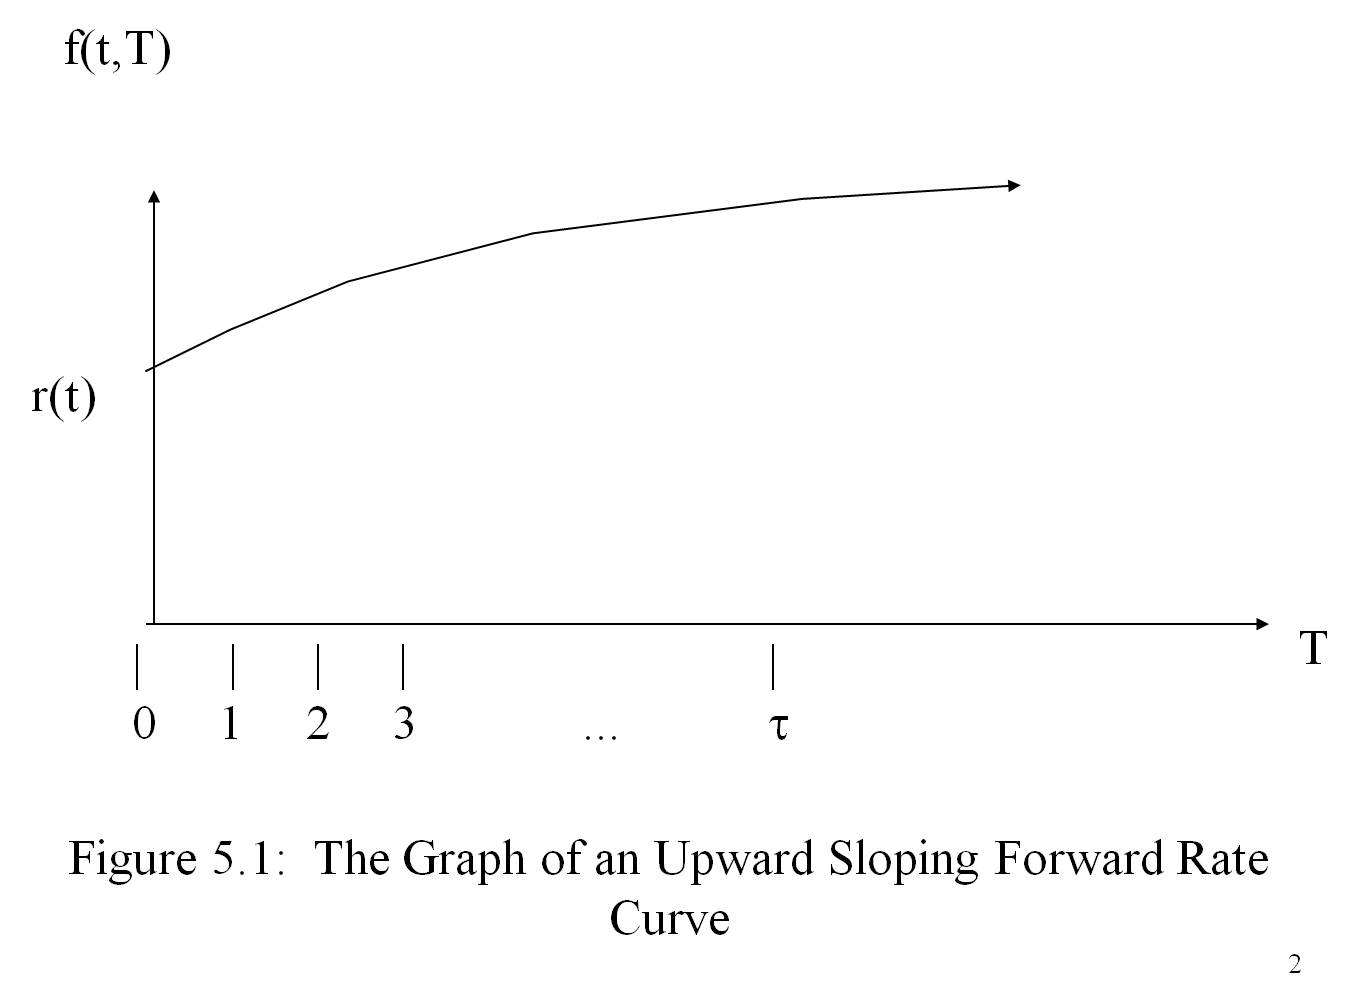 f(t,T)
r(t)
T
0 1 2 3 ... τ
Figure 5.1: The Graph of an Upward Sloping Forward Rate
Curve
2